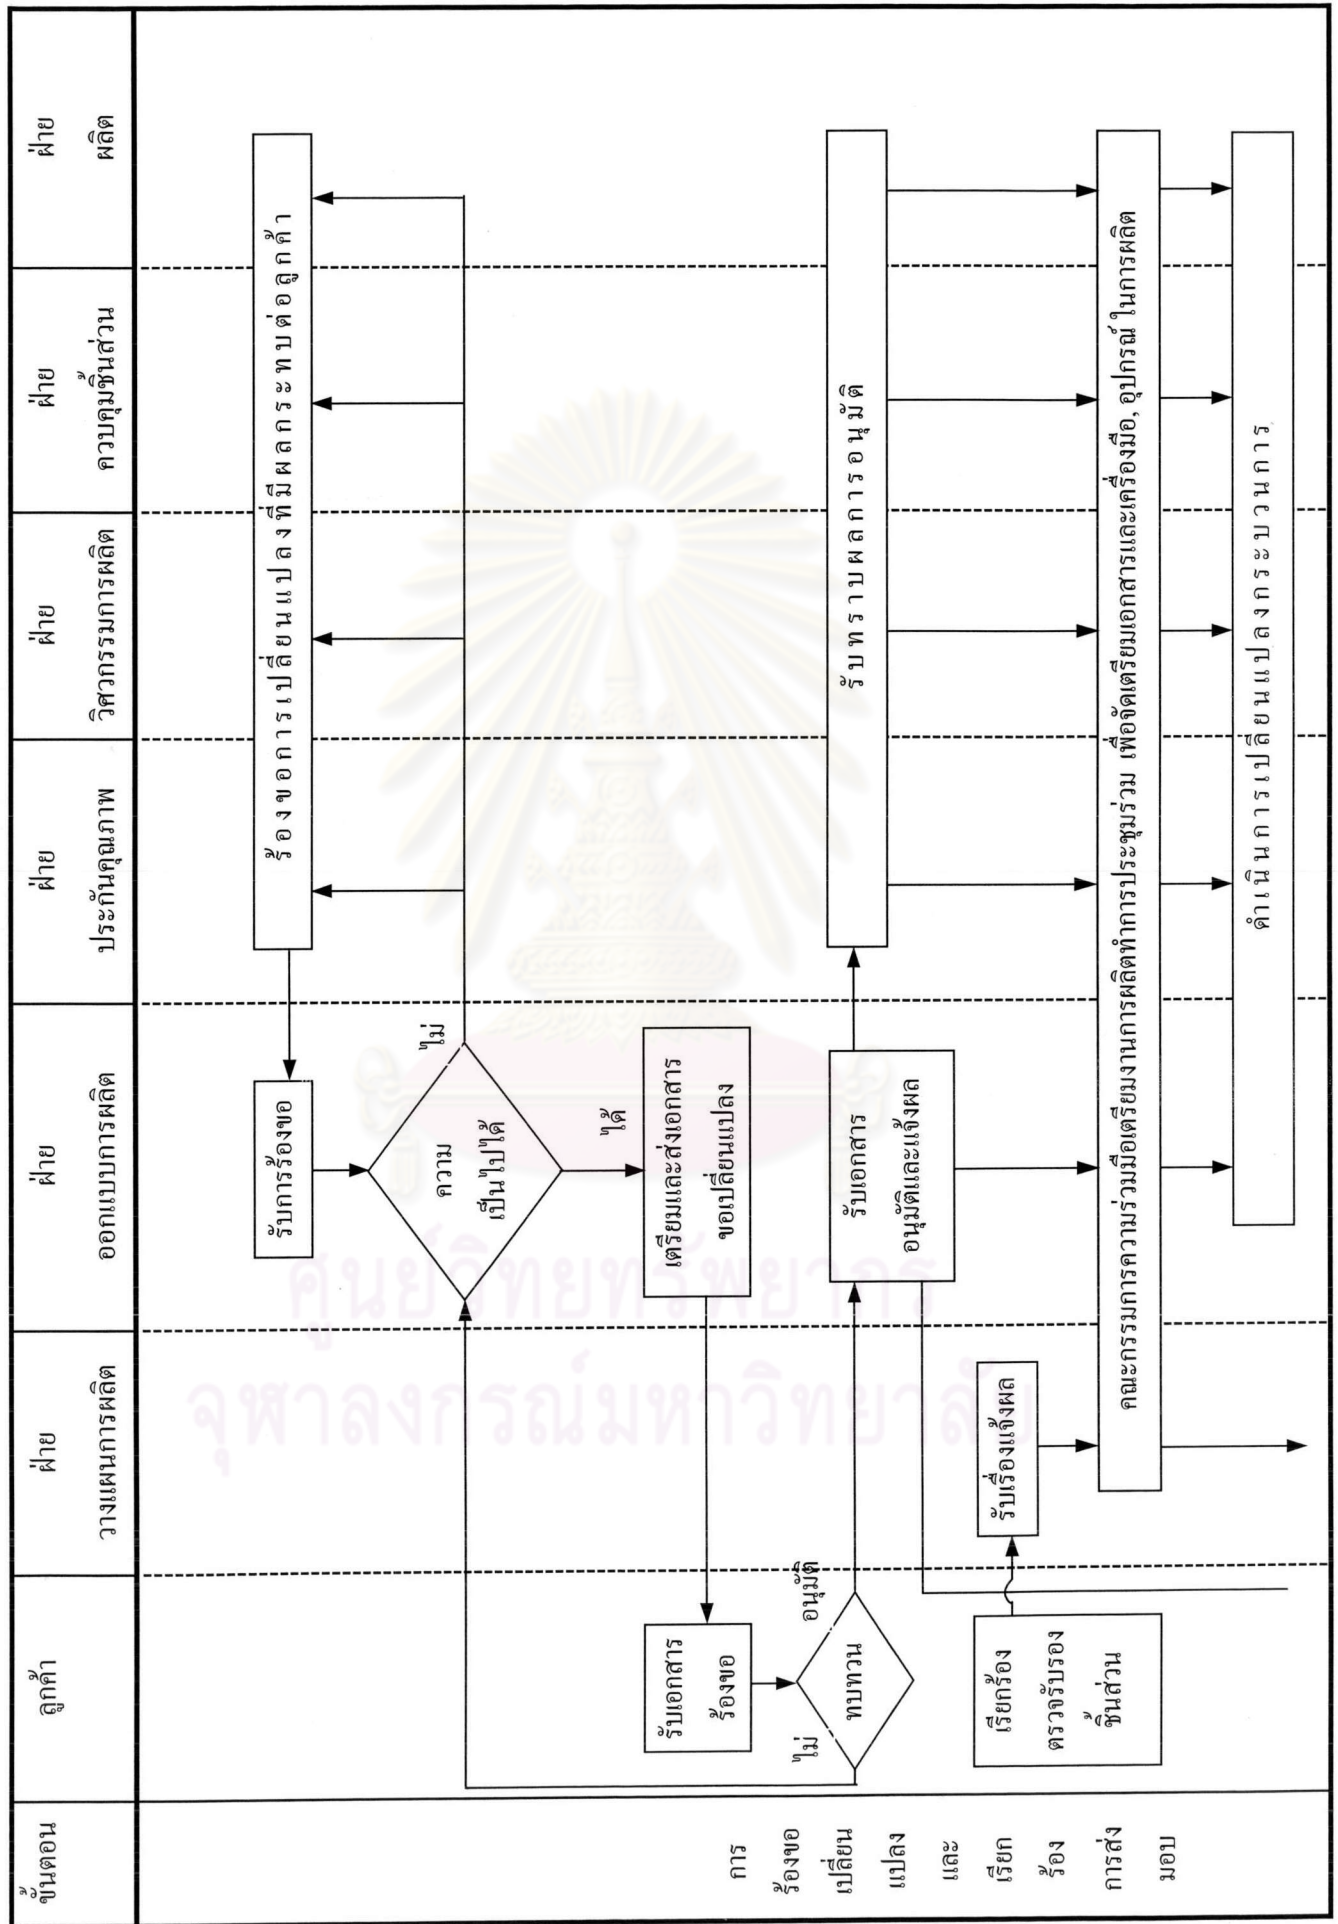 ขั้นตอน
ลูกค้า
ฝ่าย
วางแผนการผลิต
ฝ่าย
ออกแบบการผลิต
ฝ่าย
ประกันคุณภาพ
ฝ่าย
วิศวกรรมการผลิต
ฝ่าย
ควบคุมชิ้นส่วน
ฝ่าย
ผลิต
ร้องขอการเปลี่ยนแปลงที่มีผลกระทบต่อลูกค้า
รับการร้องขอ
ความ
เป็นไปได้
ไม่
ได้
เตรียมและส่งเอกสาร
ขอเปลี่ยนแปลง
รับเอกสาร
ร้องขอ
ทบทวน
ไม่
อนุมัติ
รับเอกสาร
อนุมัติและแจ้งผล
รับทราบผลการอนุมัติ
เรียกร้อง
ตรวจรับรอง
ชิ้นส่วน
รับเรื่องแจ้งผล
คณะกรรมการความร่วมมือเตรียมงานการผลิตทำการประชุมร่วม เพื่อจัดเตรียมเอกสารและเครื่องมือ, อุปกรณ์ ในการผลิต
ดำเนินการเปลี่ยนแปลงกระบวนการ
การ
ร้องขอ
เปลี่ยน
แปลง
และ
เรียก
ร้อง
การส่ง
มอบ
ศูนย์วิทยทรัพยากร
จุฬาลงกรณ์มหาวิทยาลัย